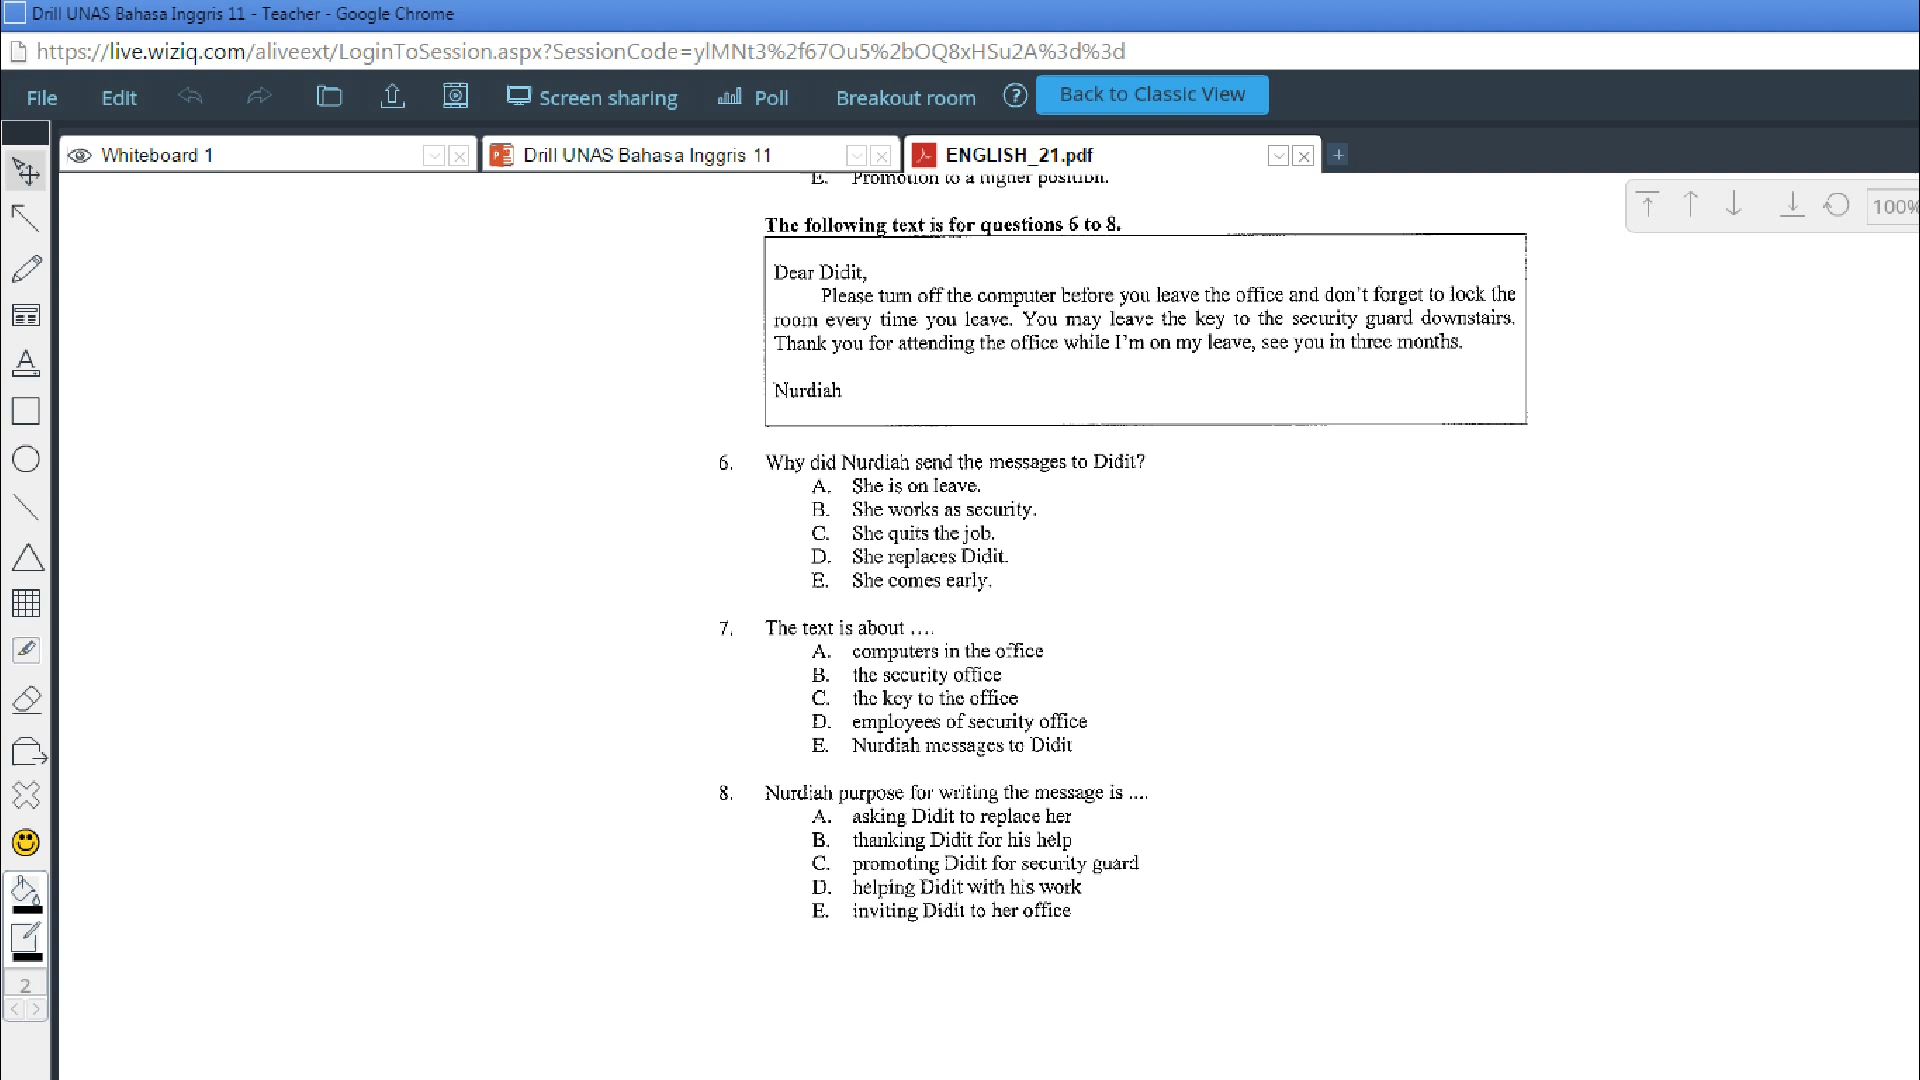 Drill UNAS Bahasa Inggris 11 - Teacher - Google Chrome
https://live.wiziq.com/aliveext/LoginToSession.aspx?SessionCode=ylMNt3%2f67Ou5%2bOQ8xHSu2A%3d%3d
File Edit Screen sharing Poll Breakout room ? Back to Classic View
Whiteboard 1 Drill UNAS Bahasa Inggris 11 ENGLISH_21.pdf +
E. Promotion to a higher position.
100%
The following text is for questions 6 to 8.
Dear Didit,
Please turn off the computer before you leave the office and don't forget to lock the
room every time you leave. You may leave the key to the security guard downstairs.
Thank you for attending the office while I'm on my leave, see you in three months.
Nurdiah
6. Why did Nurdiah send the messages to Didit?
A. She is on leave.
B. She works as security.
C. She quits the job.
D. She replaces Didit.
E. She comes early.
7. The text is about ....
A. computers in the office
B. the security office
C. the key to the office
D. employees of security office
E. Nurdiah messages to Didit
8. Nurdiah purpose for writing the message is ....
A. asking Didit to replace her
B. thanking Didit for his help
C. promoting Didit for security guard
D. helping Didit with his work
E. inviting Didit to her office
2